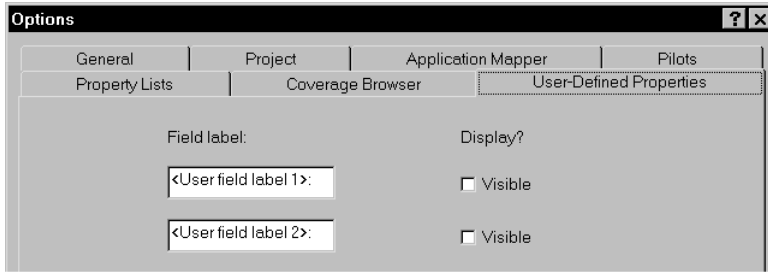 Options
General Project Application Mapper Pilots
Property Lists Coverage Browser User-Defined Properties
Field label: Display?
<User field label 1>: Visible
<User field label 2>: Visible